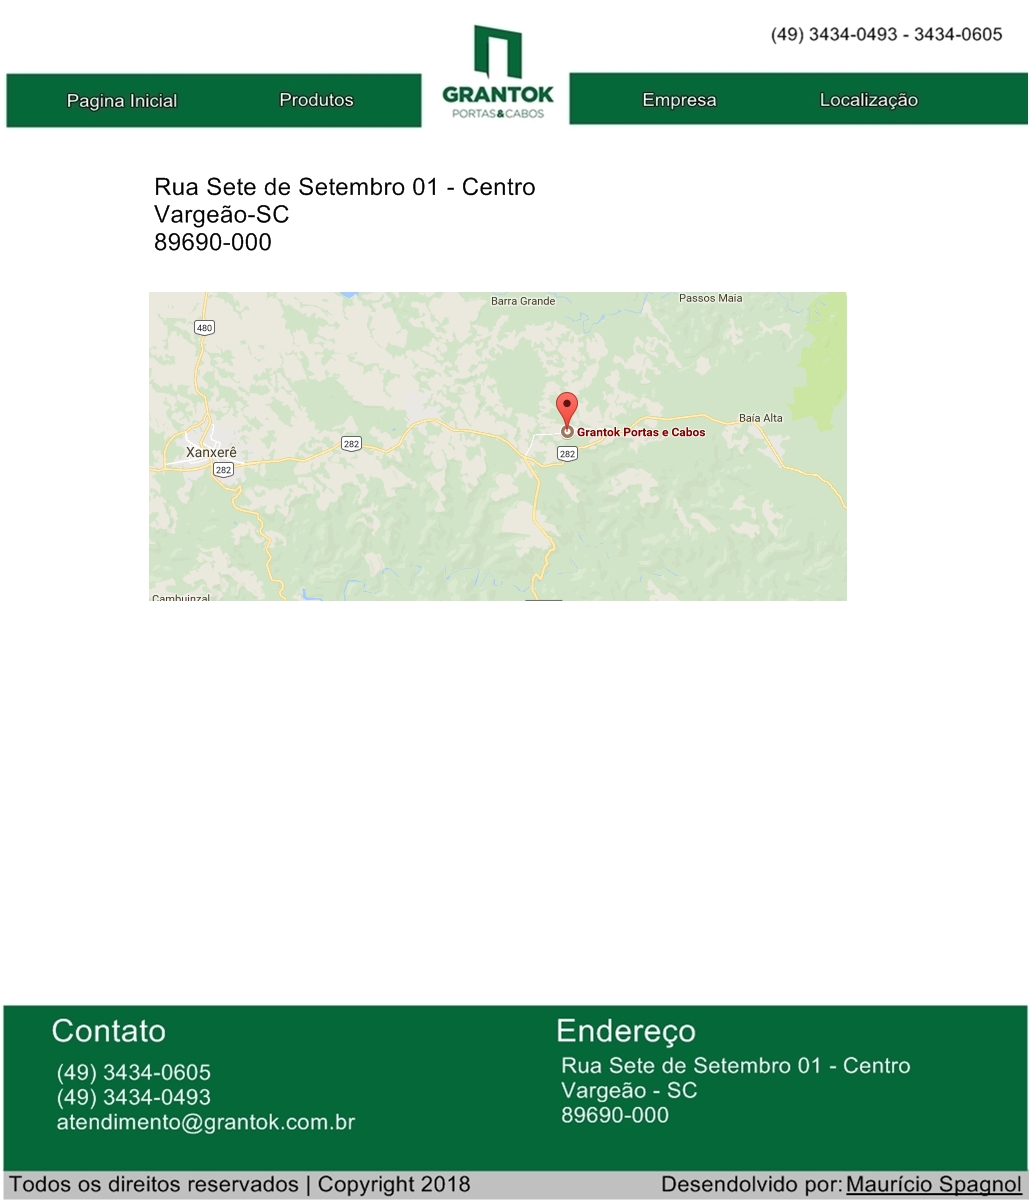 (49) 3434-0493 - 3434-0605
Pagina Inicial
Produtos
GRANTOK
PORTAS&CABOS
Empresa
Localização
Rua Sete de Setembro 01 - Centro
Vargeão-SC
89690-000
Barra Grande
Passos Maia
480
Baía Alta
Grantok Portas e Cabos
282
Xanxerê
282
282
Cambuinzal
Contato
(49) 3434-0605
(49) 3434-0493
atendimento@grantok.com.br
Endereço
Rua Sete de Setembro 01 - Centro
Vargeão - SC
89690-000
Todos os direitos reservados | Copyright 2018
Desendolvido por: Maurício Spagnol